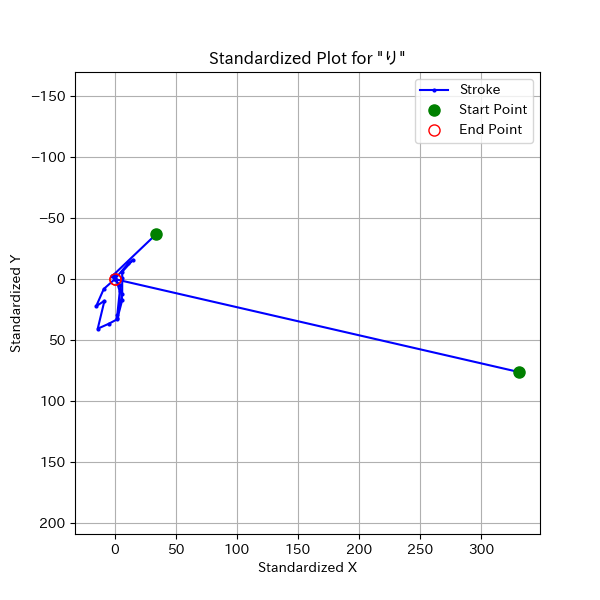 Standardized Plot for "り"
Stroke
Start Point
End Point
−150
−100
−50
0
50
100
150
200
Standardized Y
0 50 100 150 200 250 300
Standardized X